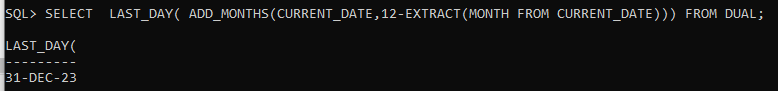 SQL> SELECT  LAST_DAY( ADD_MONTHS(CURRENT_DATE,12-EXTRACT(MONTH FROM CURRENT_DATE))) FROM DUAL;
LAST_DAY(
---------
31-DEC-23